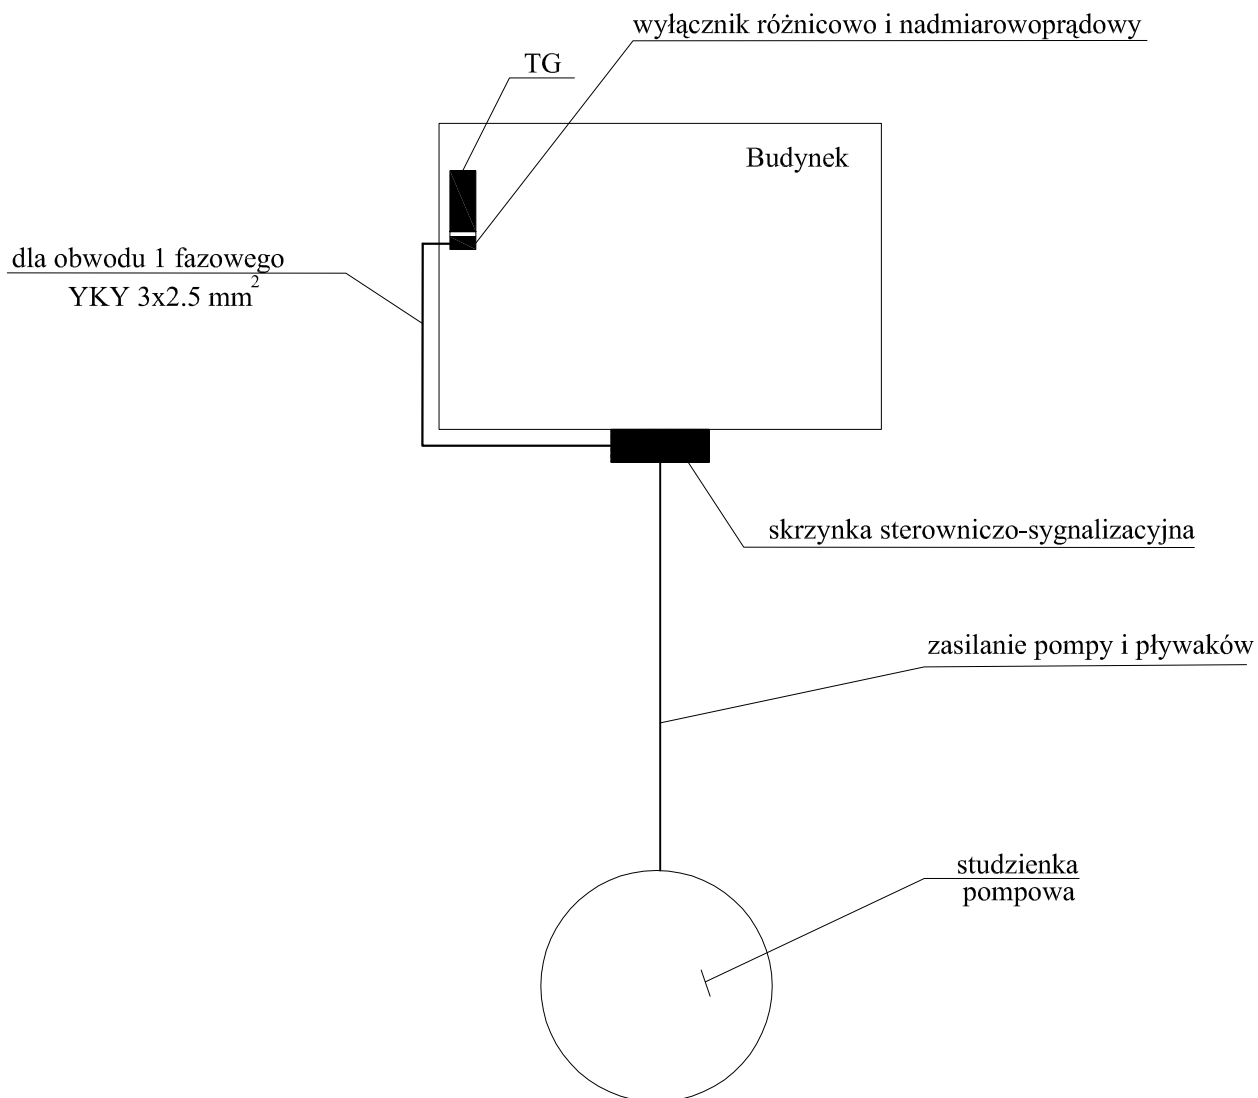 wyłącznik różnicowo i nadmiarowoprądowy
TG
Budynek
dla obwodu 1 fazowego
YKY 3x2.5 mm²
skrzynka sterowniczo-sygnalizacyjna
zasilanie pompy i pływaków
studzienka
pompowa